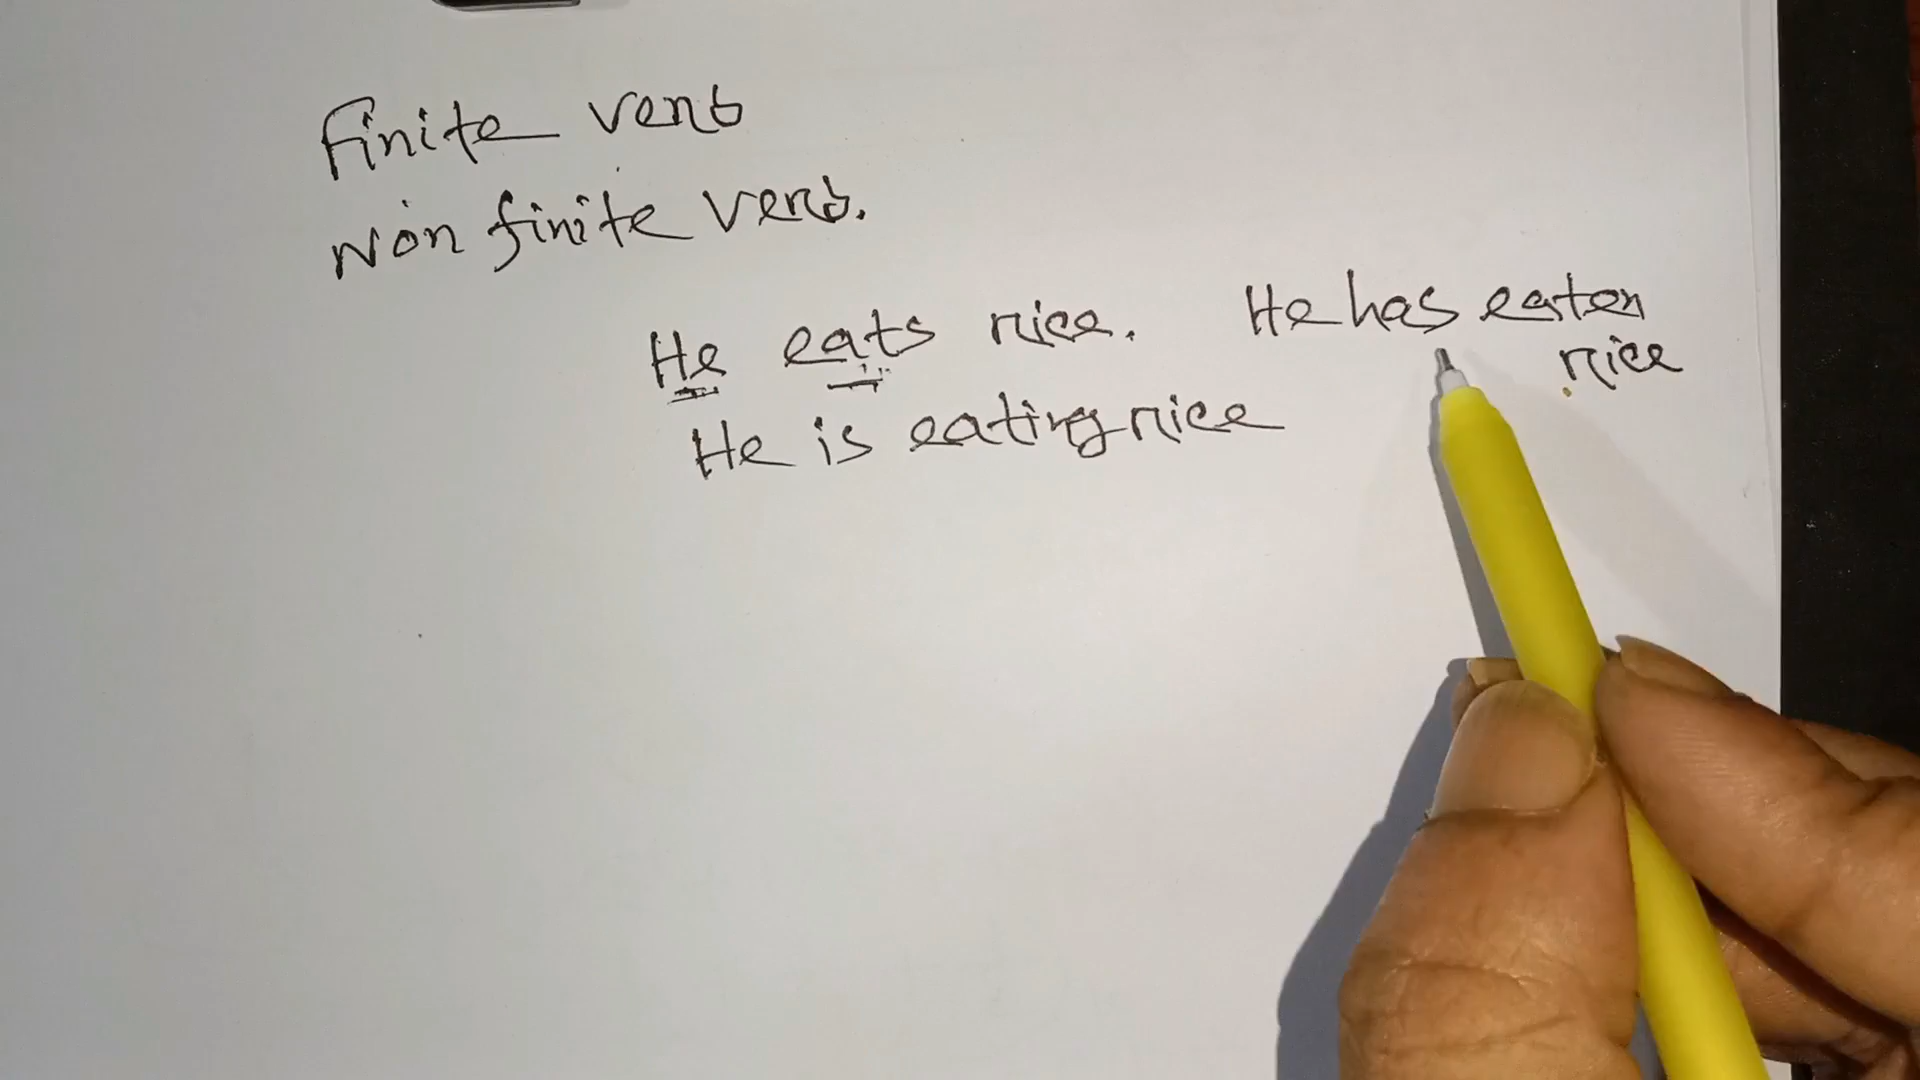 Finite verb
Non finite verb.
He eats rice.
He has eaten
rice
He is eating rice